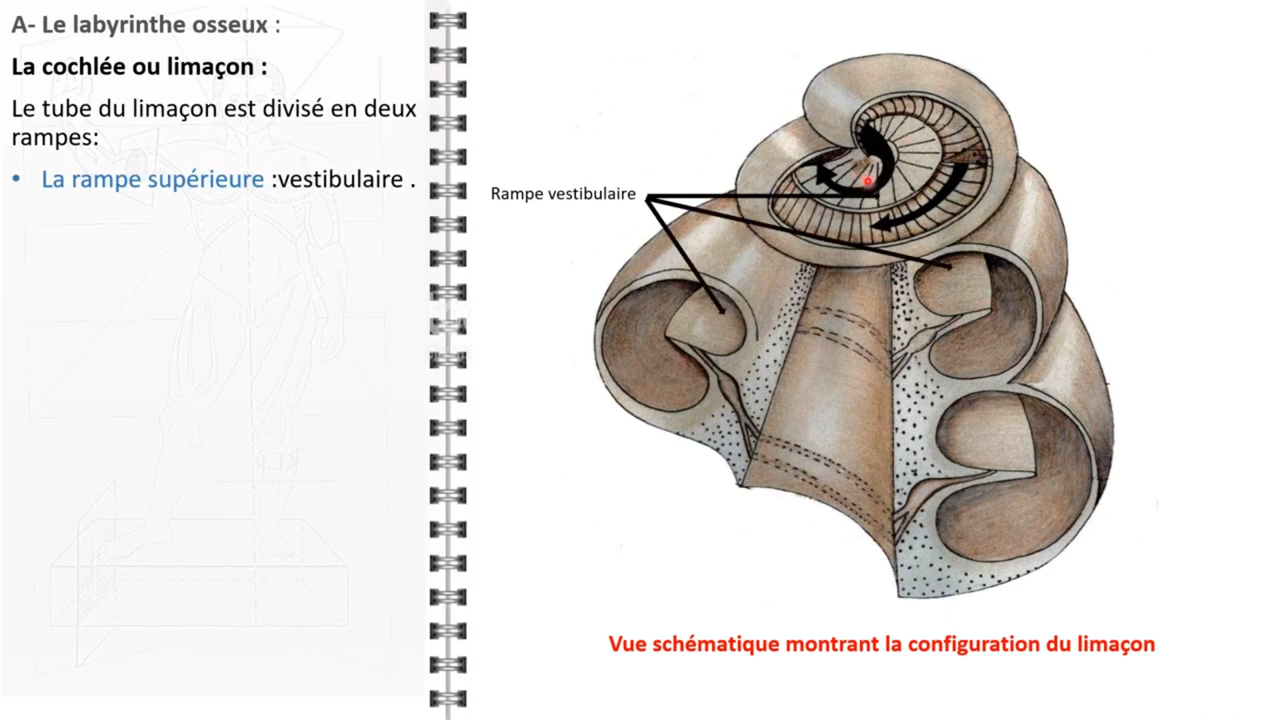 A- Le labyrinthe osseux :
La cochlée ou limaçon :
Le tube du limaçon est divisé en deux
rampes:
• La rampe supérieure :vestibulaire .
Rampe vestibulaire
Vue schématique montrant la configuration du limaçon